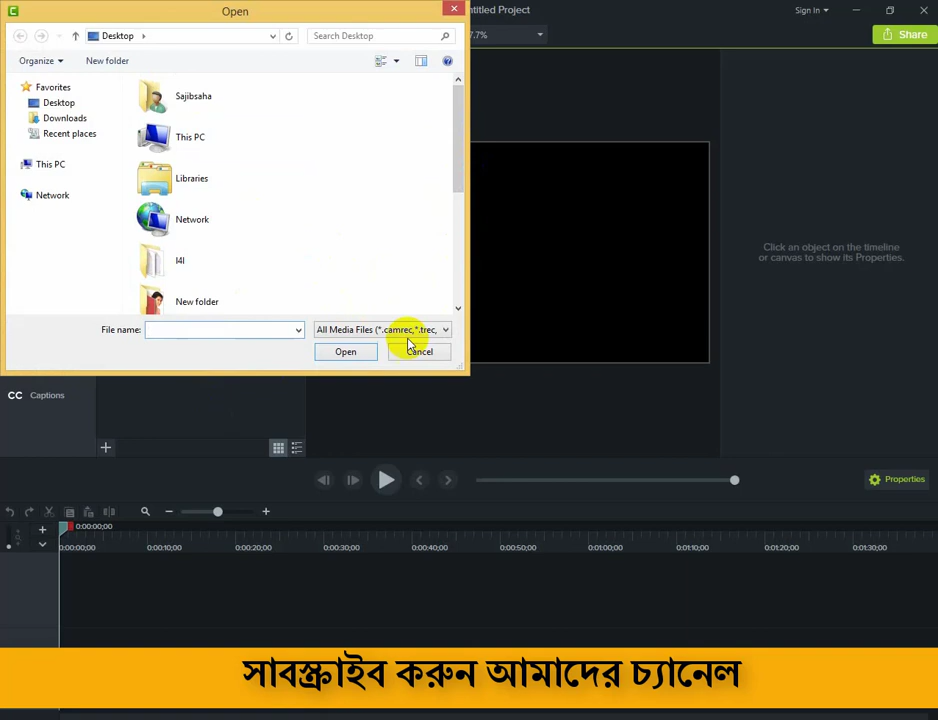 Open
ntitled Project
Sign In
Desktop
Search Desktop
7.7%
Share
Organize
New folder
Favorites
Desktop
Downloads
Recent places
This PC
Network
Sajibsaha
This PC
Libraries
Network
I4I
New folder
Click an object on the timeline
or canvas to show its Properties.
File name:
All Media Files (*.camrec,*.trec,
Open
Cancel
CC Captions
Properties
0:00:00;00
0:00:00;00 0:00:10;00 0:00:20;00 0:00:30;00 0:00:40;00 0:00:50;00 0:01:00;00 0:01:10;00 0:01:20;00 0:01:30;00
সাবস্ক্রাইব করুন আমাদের চ্যানেল